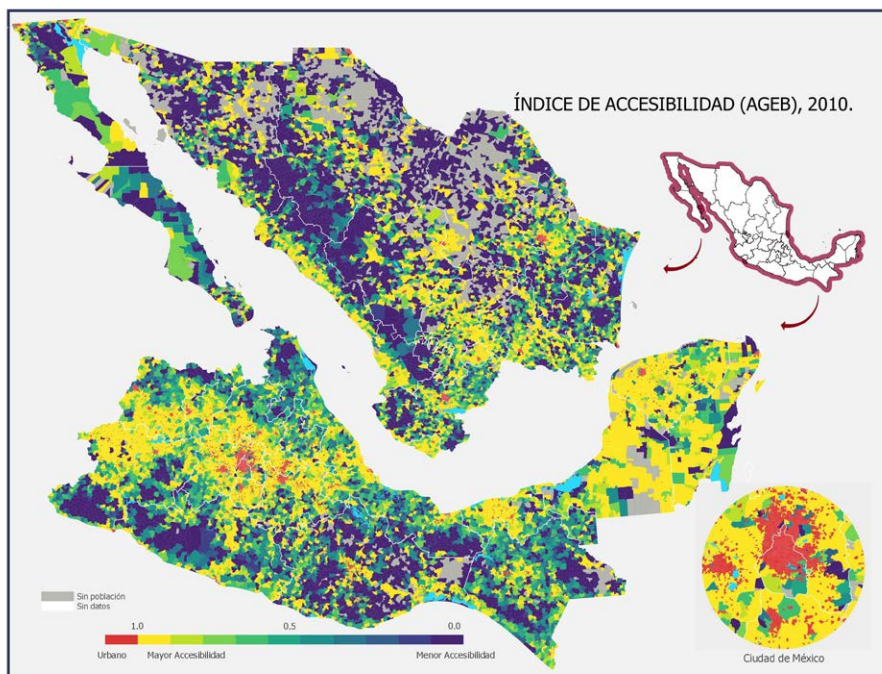 ÍNDICE DE ACCESIBILIDAD (AGEB), 2010.
Sin población
Sin datos
1.0 0.5 0.0
Urbano Mayor Accesibilidad Menor Accesibilidad
Ciudad de México